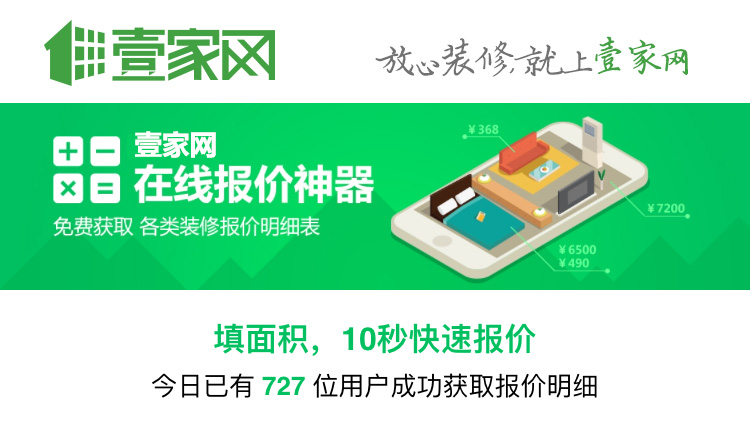 壹家网
放心装修,就上壹家网
壹家网
在线报价神器
免费获取 各类装修报价明细表
¥368
¥7200
¥6500
¥490
填面积，10秒快速报价
今日已有 727 位用户成功获取报价明细